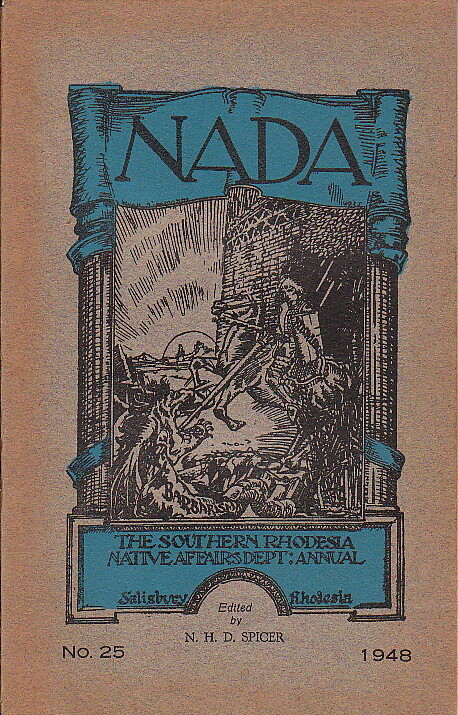 NADA
BARBARISM
THE SOUTHERN RHODESIA
NATIVE AFFAIRS DEPT: ANNUAL
Salisbury Rhodesia
Edited
by
N. H. D. SPICER
No. 25 1948